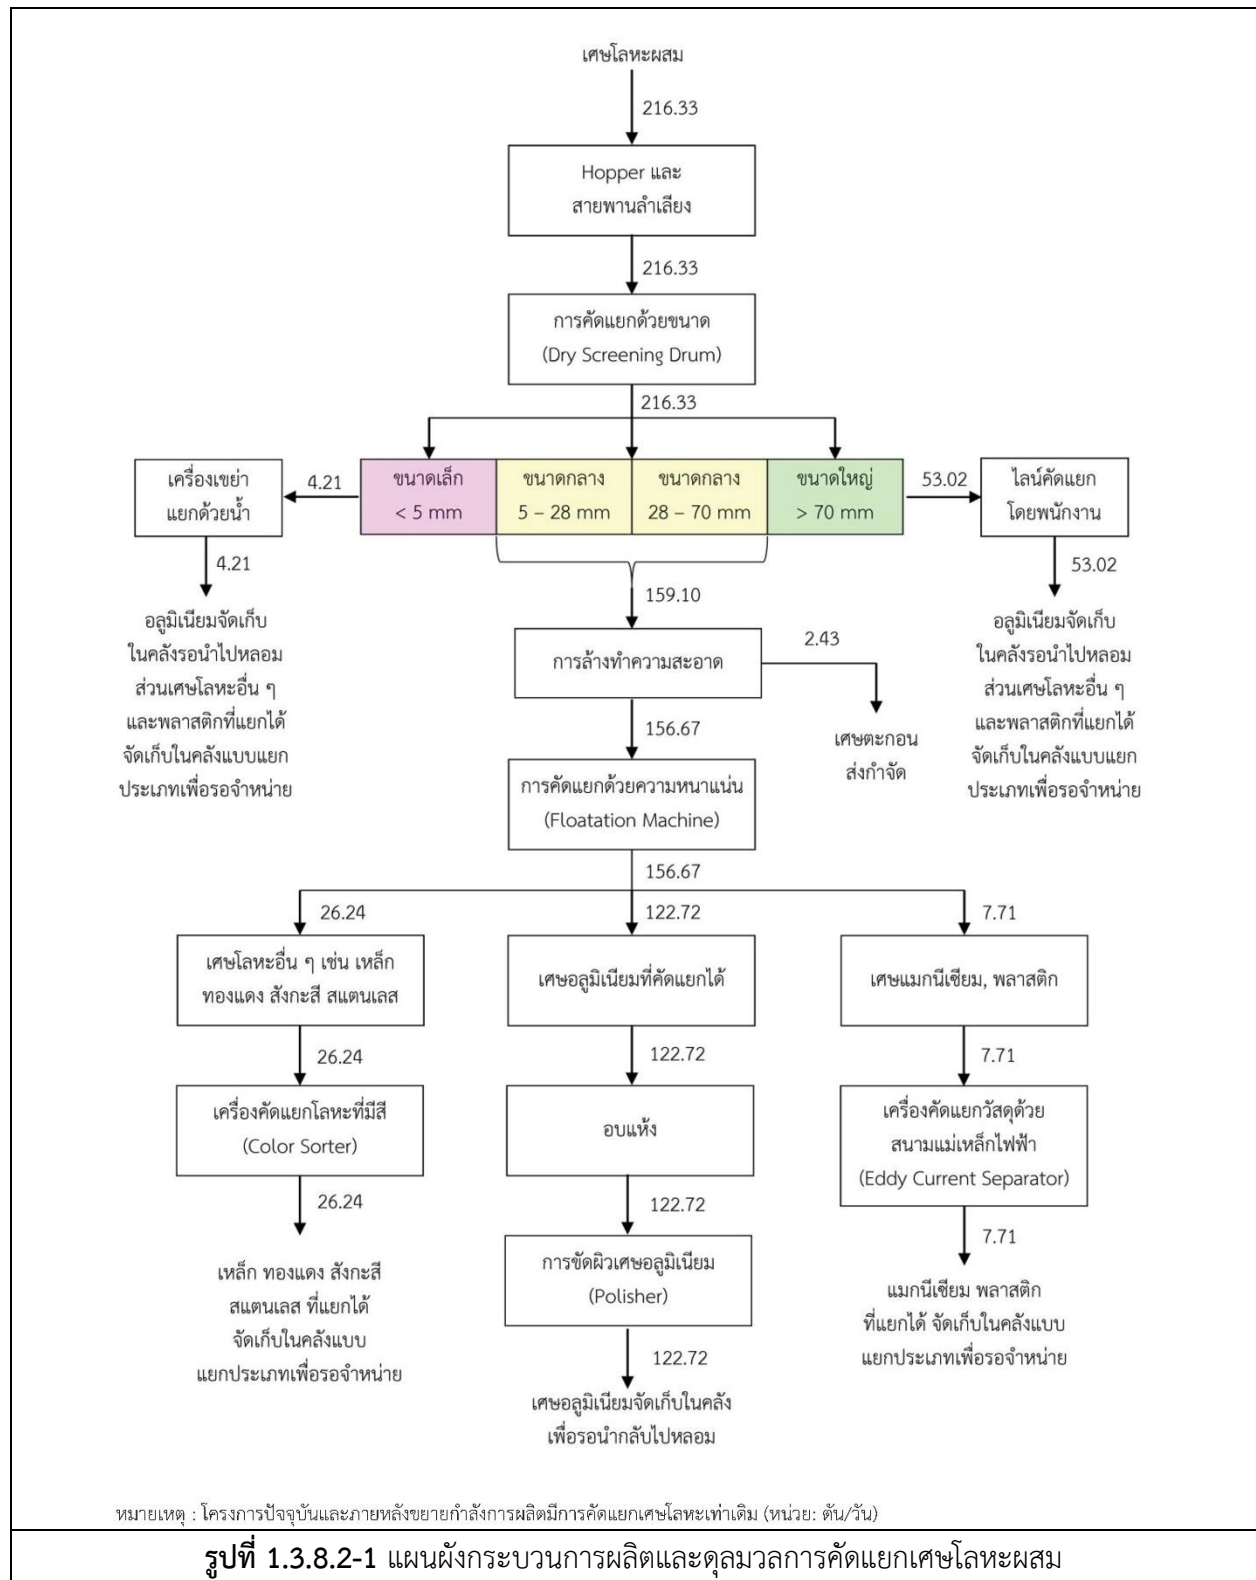 เศษโลหะผสม
216.33
Hopper และ
สายพานลำเลียง
216.33
การคัดแยกด้วยขนาด
(Dry Screening Drum)
216.33
เครื่องเขย่า
แยกด้วยน้ำ
4.21
ขนาดเล็ก
< 5 mm
ขนาดกลาง
5 – 28 mm
ขนาดกลาง
28 – 70 mm
ขนาดใหญ่
> 70 mm
53.02
ไลน์คัดแยก
โดยพนักงาน
4.21
อลูมิเนียมจัดเก็บ
ในคลังรอนำไปหลอม
ส่วนเศษโลหะอื่น ๆ
และพลาสติกที่แยกได้
จัดเก็บในคลังแบบแยก
ประเภทเพื่อรอจำหน่าย
159.10
53.02
อลูมิเนียมจัดเก็บ
ในคลังรอนำไปหลอม
ส่วนเศษโลหะอื่น ๆ
และพลาสติกที่แยกได้
จัดเก็บในคลังแบบแยก
ประเภทเพื่อรอจำหน่าย
การล้างทำความสะอาด
2.43
เศษตะกอน
ส่งกำจัด
156.67
การคัดแยกด้วยความหนาแน่น
(Floatation Machine)
156.67
26.24
122.72
7.71
เศษโลหะอื่น ๆ เช่น เหล็ก
ทองแดง สังกะสี สแตนเลส
เศษอลูมิเนียมที่คัดแยกได้
เศษแมกนีเซียม, พลาสติก
26.24
122.72
7.71
เครื่องคัดแยกโลหะที่มีสี
(Color Sorter)
อบแห้ง
เครื่องคัดแยกวัสดุด้วย
สนามแม่เหล็กไฟฟ้า
(Eddy Current Separator)
26.24
122.72
7.71
เหล็ก ทองแดง สังกะสี
สแตนเลส ที่แยกได้
จัดเก็บในคลังแบบ
แยกประเภทเพื่อรอจำหน่าย
การขัดผิวเศษอลูมิเนียม
(Polisher)
แมกนีเซียม พลาสติก
ที่แยกได้ จัดเก็บในคลังแบบ
แยกประเภทเพื่อรอจำหน่าย
122.72
เศษอลูมิเนียมจัดเก็บในคลัง
เพื่อรอนำกลับไปหลอม
หมายเหตุ : โครงการปัจจุบันและภายหลังขยายกำลังการผลิตมีการคัดแยกเศษโลหะเท่าเดิม (หน่วย: ตัน/วัน)
รูปที่ 1.3.8.2-1 แผนผังกระบวนการผลิตและดุลมวลการคัดแยกเศษโลหะผสม